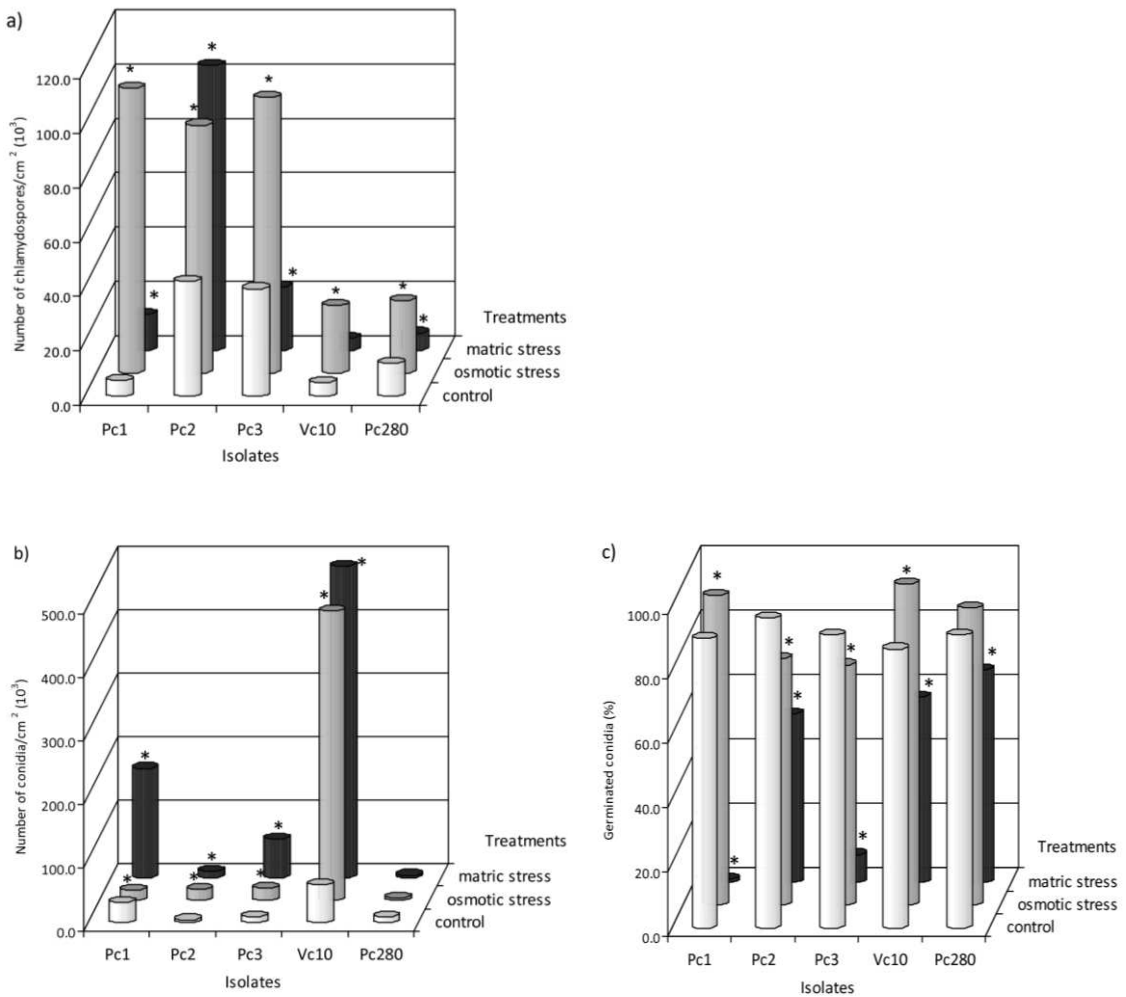 a)
Number of chlamydospores/cm² (10³)
120.0
100.0
80.0
60.0
40.0
20.0
0.0
* * * * * * * * *
Treatments
matric stress
osmotic stress
control
Pc1 Pc2 Pc3 Vc10 Pc280
Isolates
b)
Number of conidia/cm² (10³)
500.0
400.0
300.0
200.0
100.0
0.0
* * * * * * * *
Treatments
matric stress
osmotic stress
control
Pc1 Pc2 Pc3 Vc10 Pc280
Isolates
c)
Germinated conidia (%)
100.0
80.0
60.0
40.0
20.0
0.0
* * * * * * * * *
Treatments
matric stress
osmotic stress
control
Pc1 Pc2 Pc3 Vc10 Pc280
Isolates